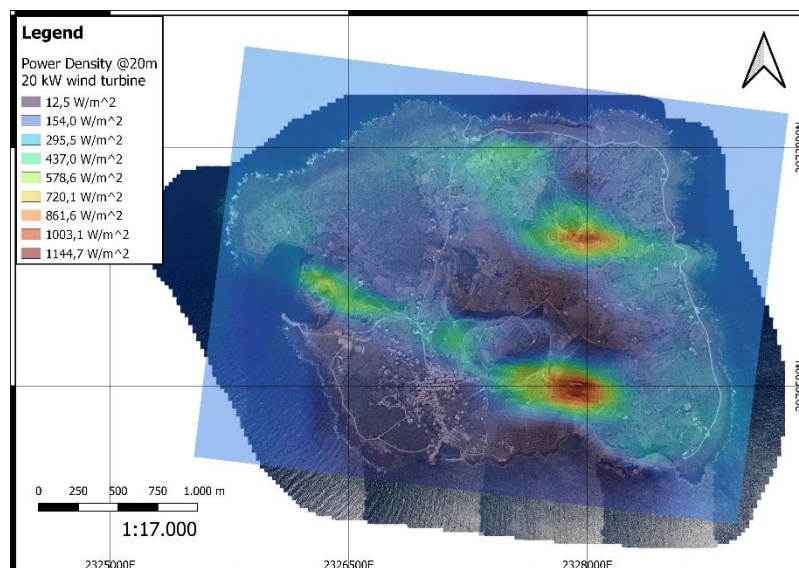 Legend
Power Density @20m
20 kW wind turbine
12,5 W/m^2
154,0 W/m^2
295,5 W/m^2
437,0 W/m^2
578,6 W/m^2
720,1 W/m^2
861,6 W/m^2
1003,1 W/m^2
1144,7 W/m^2
0 250 500 750 1.000 m
1:17.000
2325000E 2326500E 2328000E